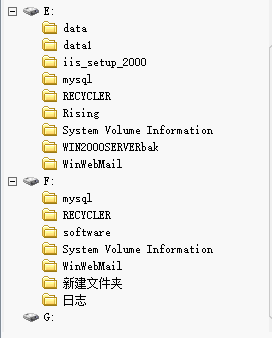 E:
data
data1
iis_setup_2000
mysql
RECYCLER
Rising
System Volume Information
WIN2000SERVERbak
WinWebMail
F:
mysql
RECYCLER
software
System Volume Information
WinWebMail
新建文件夹
日志
G: